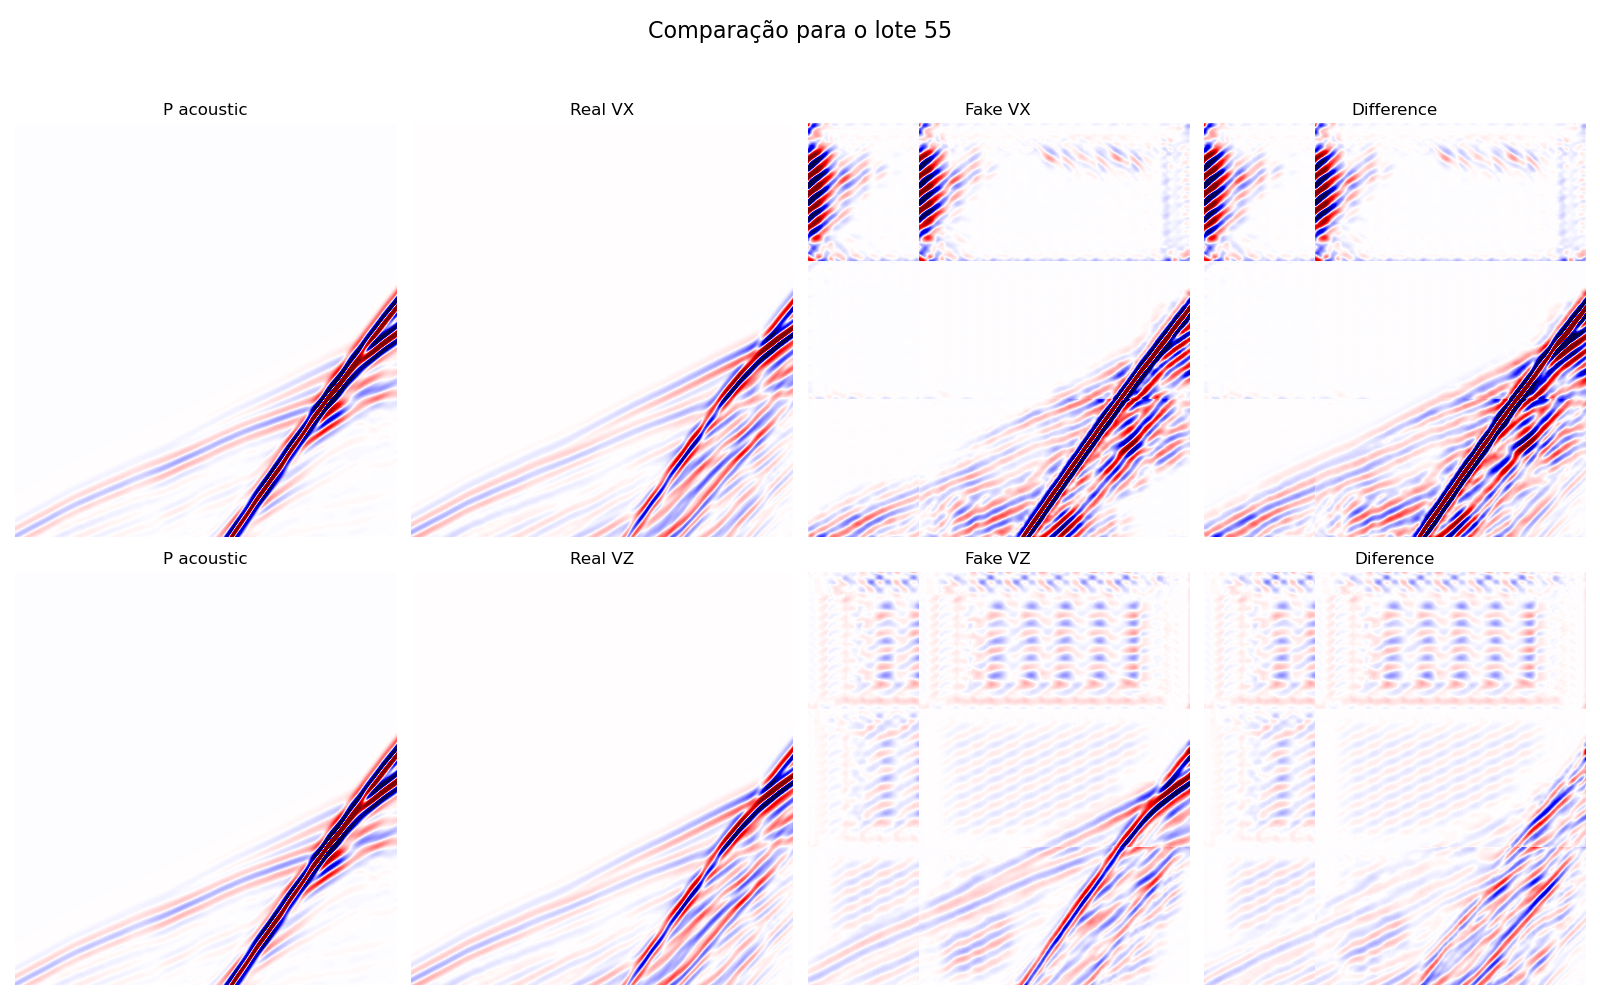 Comparação para o lote 55
P acoustic
Real VX
Fake VX
Difference
P acoustic
Real VZ
Fake VZ
Diference